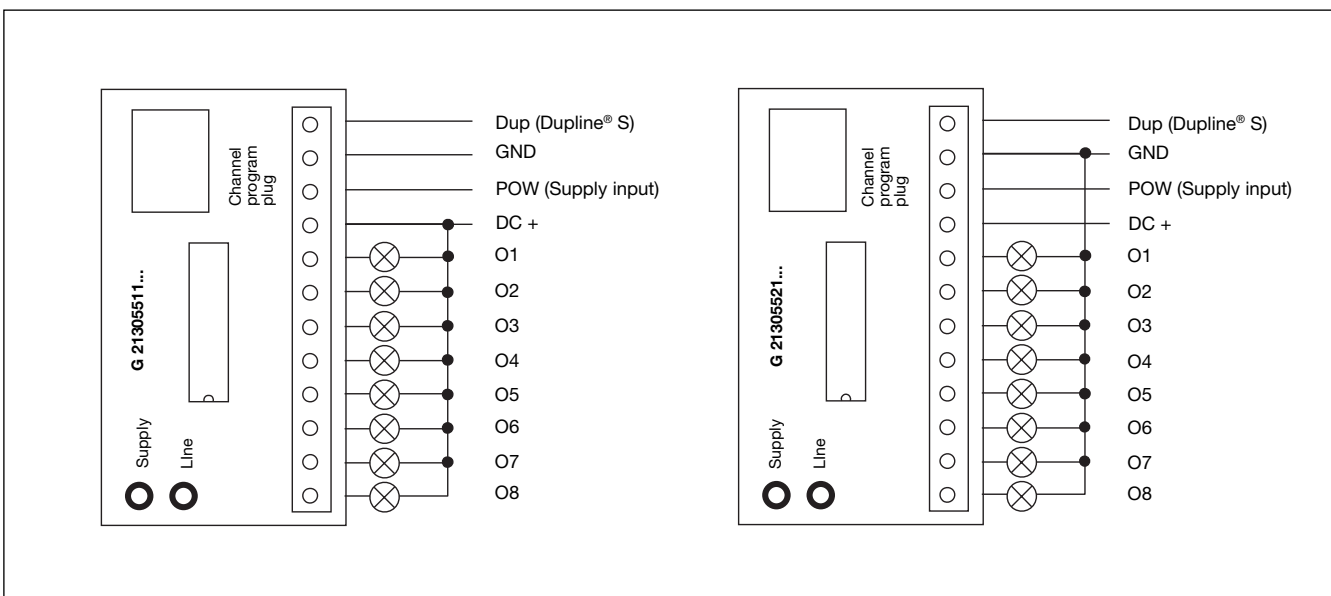 Dup (Dupline® S)
GND
POW (Supply input)
DC +
O1
O2
O3
O4
O5
O6
O7
O8
Channel
program
plug
G 21305511...
Supply
LIne
Dup (Dupline® S)
GND
POW (Supply input)
DC +
O1
O2
O3
O4
O5
O6
O7
O8
Channel
program
plug
G 21305521...
Supply
LIne